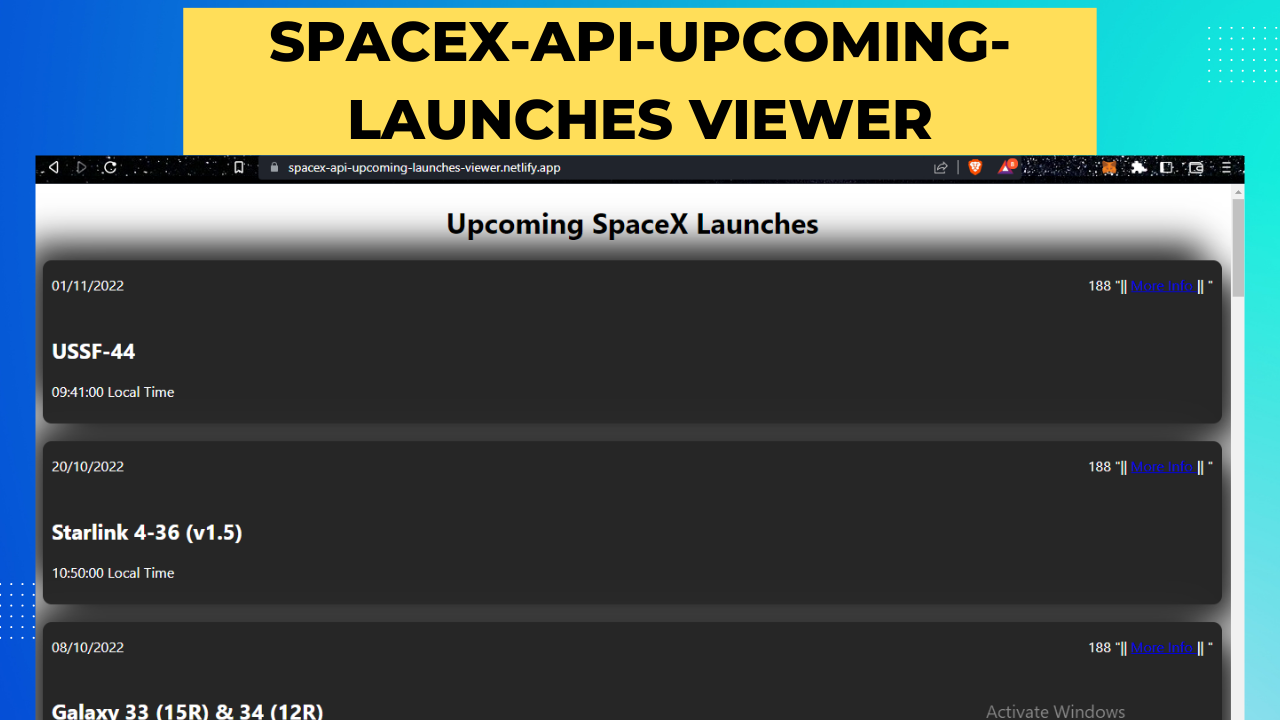 SPACEX-API-UPCOMING-
LAUNCHES VIEWER
spacex-api-upcoming-launches-viewer.netlify.app
8
Upcoming SpaceX Launches
01/11/2022
188 "|| More Info || "
USSF-44
09:41:00 Local Time
20/10/2022
188 "|| More Info || "
Starlink 4-36 (v1.5)
10:50:00 Local Time
08/10/2022
188 "|| More Info || "
Galaxy 33 (15R) & 34 (12R)
Activate Windows